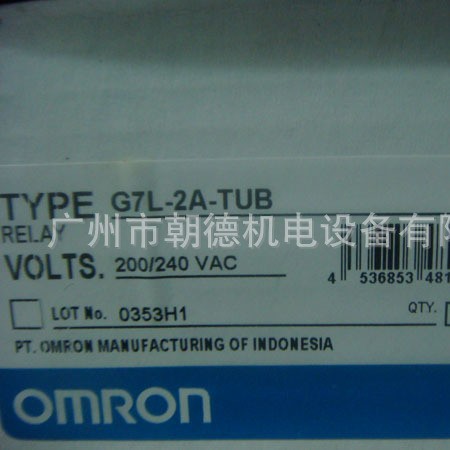 TYPE G7L-2A-TUB
广州市朝德机电设备有限
RELAY
VOLTS. 200/240 VAC
4 536853 481
LOT No. 0353H1
QTY.
PT. OMRON MANUFACTURING OF INDONESIA
OMRON